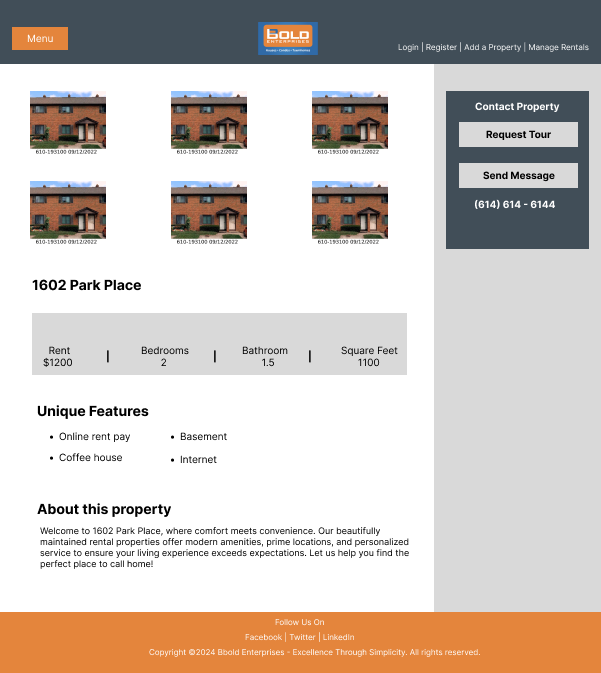 Menu
bOLD
ENTERPRISES
Login | Register | Add a Property | Manage Rentals
610-193100 09/12/2022
610-193100 09/12/2022
610-193100 09/12/2022
610-193100 09/12/2022
610-193100 09/12/2022
610-193100 09/12/2022
Contact Property
Request Tour
Send Message
(614) 614 - 6144
1602 Park Place
Rent | Bedrooms | Bathroom | Square Feet
$1200 2 1.5 1100
Unique Features
• Online rent pay • Basement
• Coffee house • Internet
About this property
Welcome to 1602 Park Place, where comfort meets convenience. Our beautifully
maintained rental properties offer modern amenities, prime locations, and personalized
service to ensure your living experience exceeds expectations. Let us help you find the
perfect place to call home!
Follow Us On
Facebook | Twitter | LinkedIn
Copyright ©2024 Bbold Enterprises - Excellence Through Simplicity. All rights reserved.